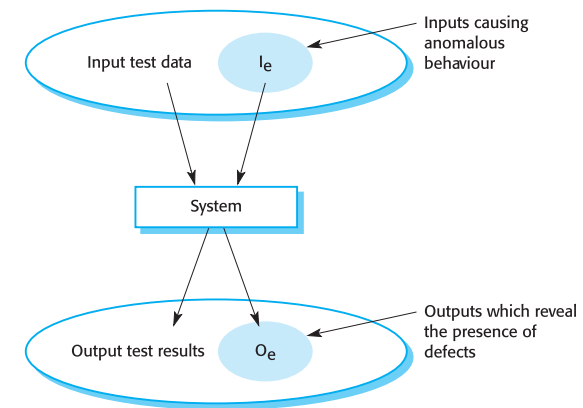 Inputs causing
anomalous
behaviour
Input test data
Ie
System
Outputs which reveal
the presence of
defects
Output test results
Oe